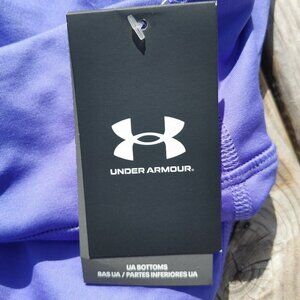 UNDER ARMOUR®
UA BOTTOMS
BAS UA / PARTES INFERIORES UA